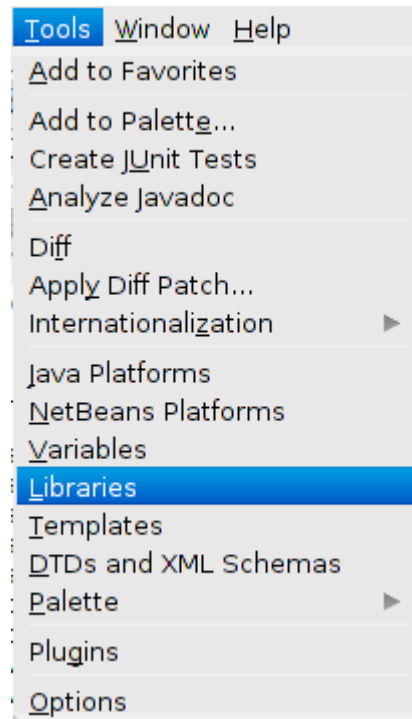 Tools Window Help
Add to Favorites
Add to Palette...
Create JUnit Tests
Analyze Javadoc
Diff
Apply Diff Patch...
Internationalization
Java Platforms
NetBeans Platforms
Variables
Libraries
Templates
DTDs and XML Schemas
Palette
Plugins
Options